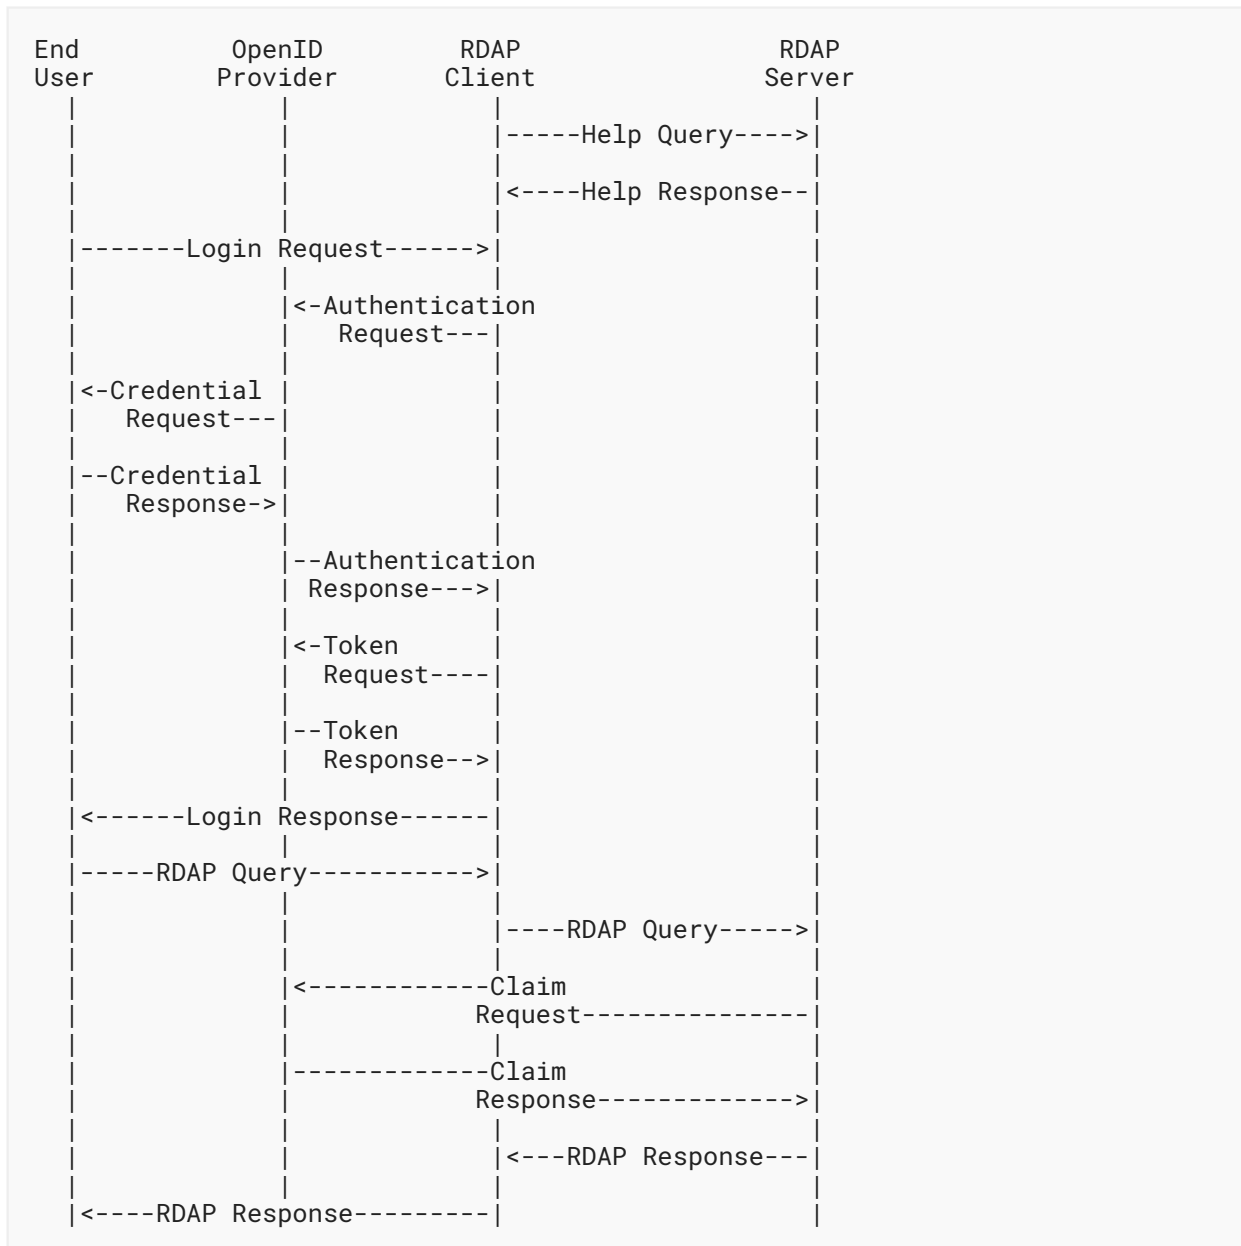 End OpenID RDAP RDAP
User Provider Client Server
-----Help Query---->
<----Help Response--
-------Login Request------>
<-Authentication
Request---
<-Credential
Request---
--Credential
Response->
--Authentication
Response--->
<-Token
Request----
--Token
Response-->
<------Login Response------
-----RDAP Query----------->
----RDAP Query----->
<------------Claim
Request---------------
-------------Claim
Response------------->
<---RDAP Response---
<----RDAP Response---------